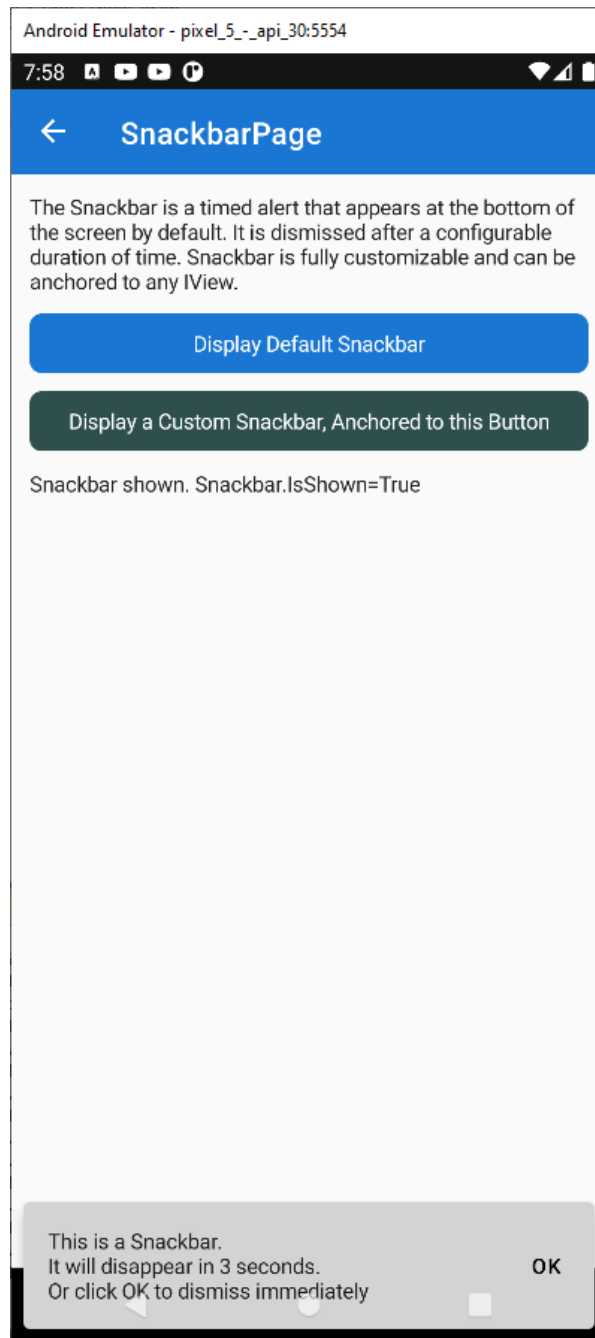 Android Emulator - pixel_5_-_api_30:5554
7:58
SnackbarPage
The Snackbar is a timed alert that appears at the bottom of
the screen by default. It is dismissed after a configurable
duration of time. Snackbar is fully customizable and can be
anchored to any IView.
Display Default Snackbar
Display a Custom Snackbar, Anchored to this Button
Snackbar shown. Snackbar.IsShown=True
This is a Snackbar.
It will disappear in 3 seconds.
OK
Or click OK to dismiss immediately